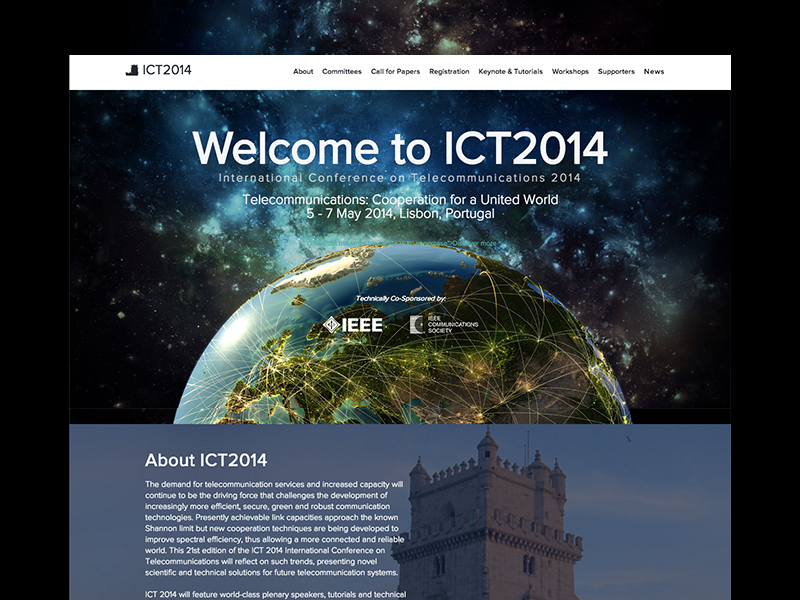 ICT2014
About Committees Call for Papers Registration Keynote & Tutorials Workshops Supporters News
Welcome to ICT2014
International Conference on Telecommunications 2014
Telecommunications: Cooperation for a United World
5 - 7 May 2014, Lisbon, Portugal
Discover more
Technically Co-Sponsored by:
IEEE
IEEE
COMMUNICATIONS
SOCIETY
About ICT2014
The demand for telecommunication services and increased capacity will
continue to be the driving force that challenges the development of
increasingly more efficient, secure, green and robust communication
technologies. Presently achievable link capacities approach the known
Shannon limit but new cooperation techniques are being developed to
improve spectral efficiency, thus allowing a more connected and reliable
world. This 21st edition of the ICT 2014 International Conference on
Telecommunications will reflect on such trends, presenting novel
scientific and technical solutions for future telecommunication systems.
ICT 2014 will feature world-class plenary speakers, tutorials and technical